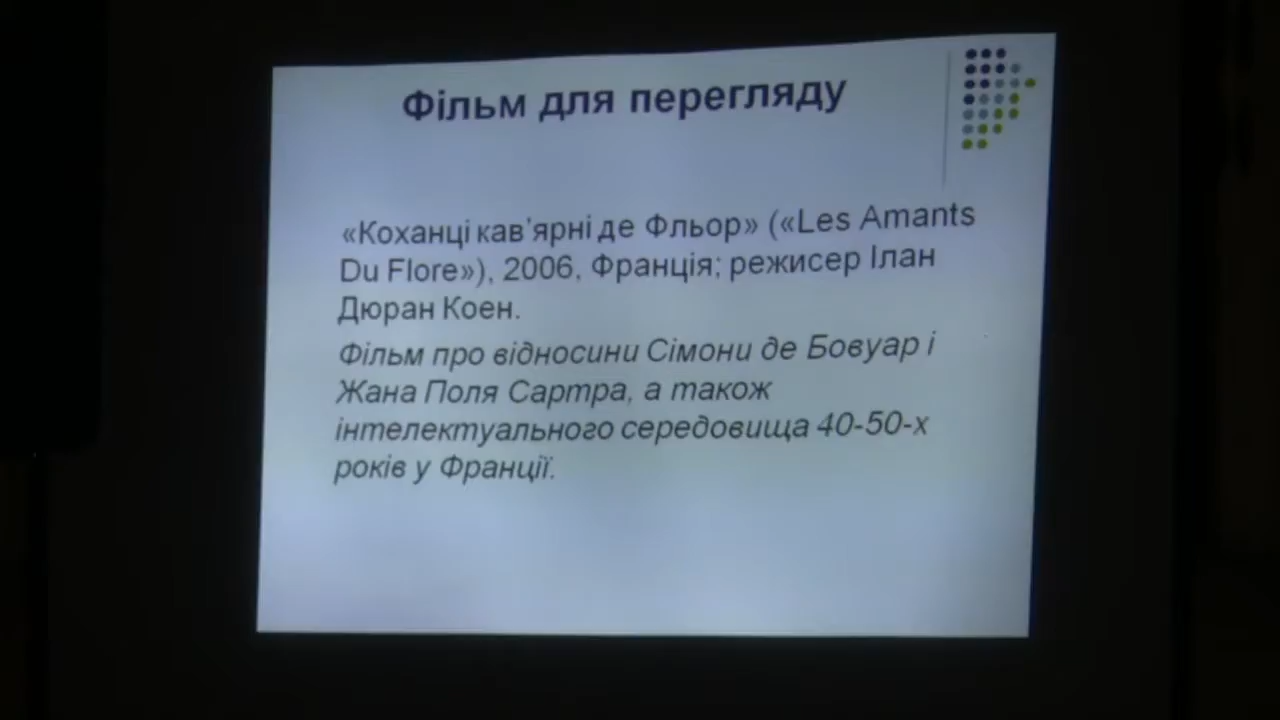 Фільм для перегляду
«Коханці кав’ярні де Фльор» («Les Amants
Du Flore»), 2006, Франція; режисер Ілан
Дюран Коен.
Фільм про відносини Сімони де Бовуар і
Жана Поля Сартра, а також
інтелектуального середовища 40-50-х
років у Франції.